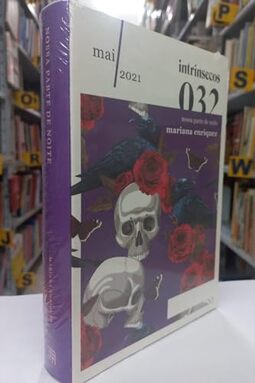 NOSSA PARTE DE NOITE
mai
2021
intrínsecos
032
nossa parte de noite
mariana enriquez